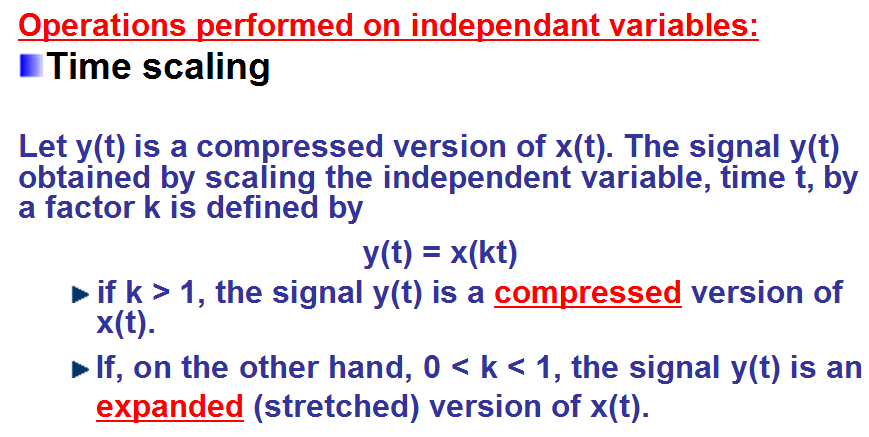 Operations performed on independant variables:
Time scaling
Let y(t) is a compressed version of x(t). The signal y(t)
obtained by scaling the independent variable, time t, by
a factor k is defined by
y(t) = x(kt)
if k > 1, the signal y(t) is a compressed version of
x(t).
If, on the other hand, 0 < k < 1, the signal y(t) is an
expanded (stretched) version of x(t).